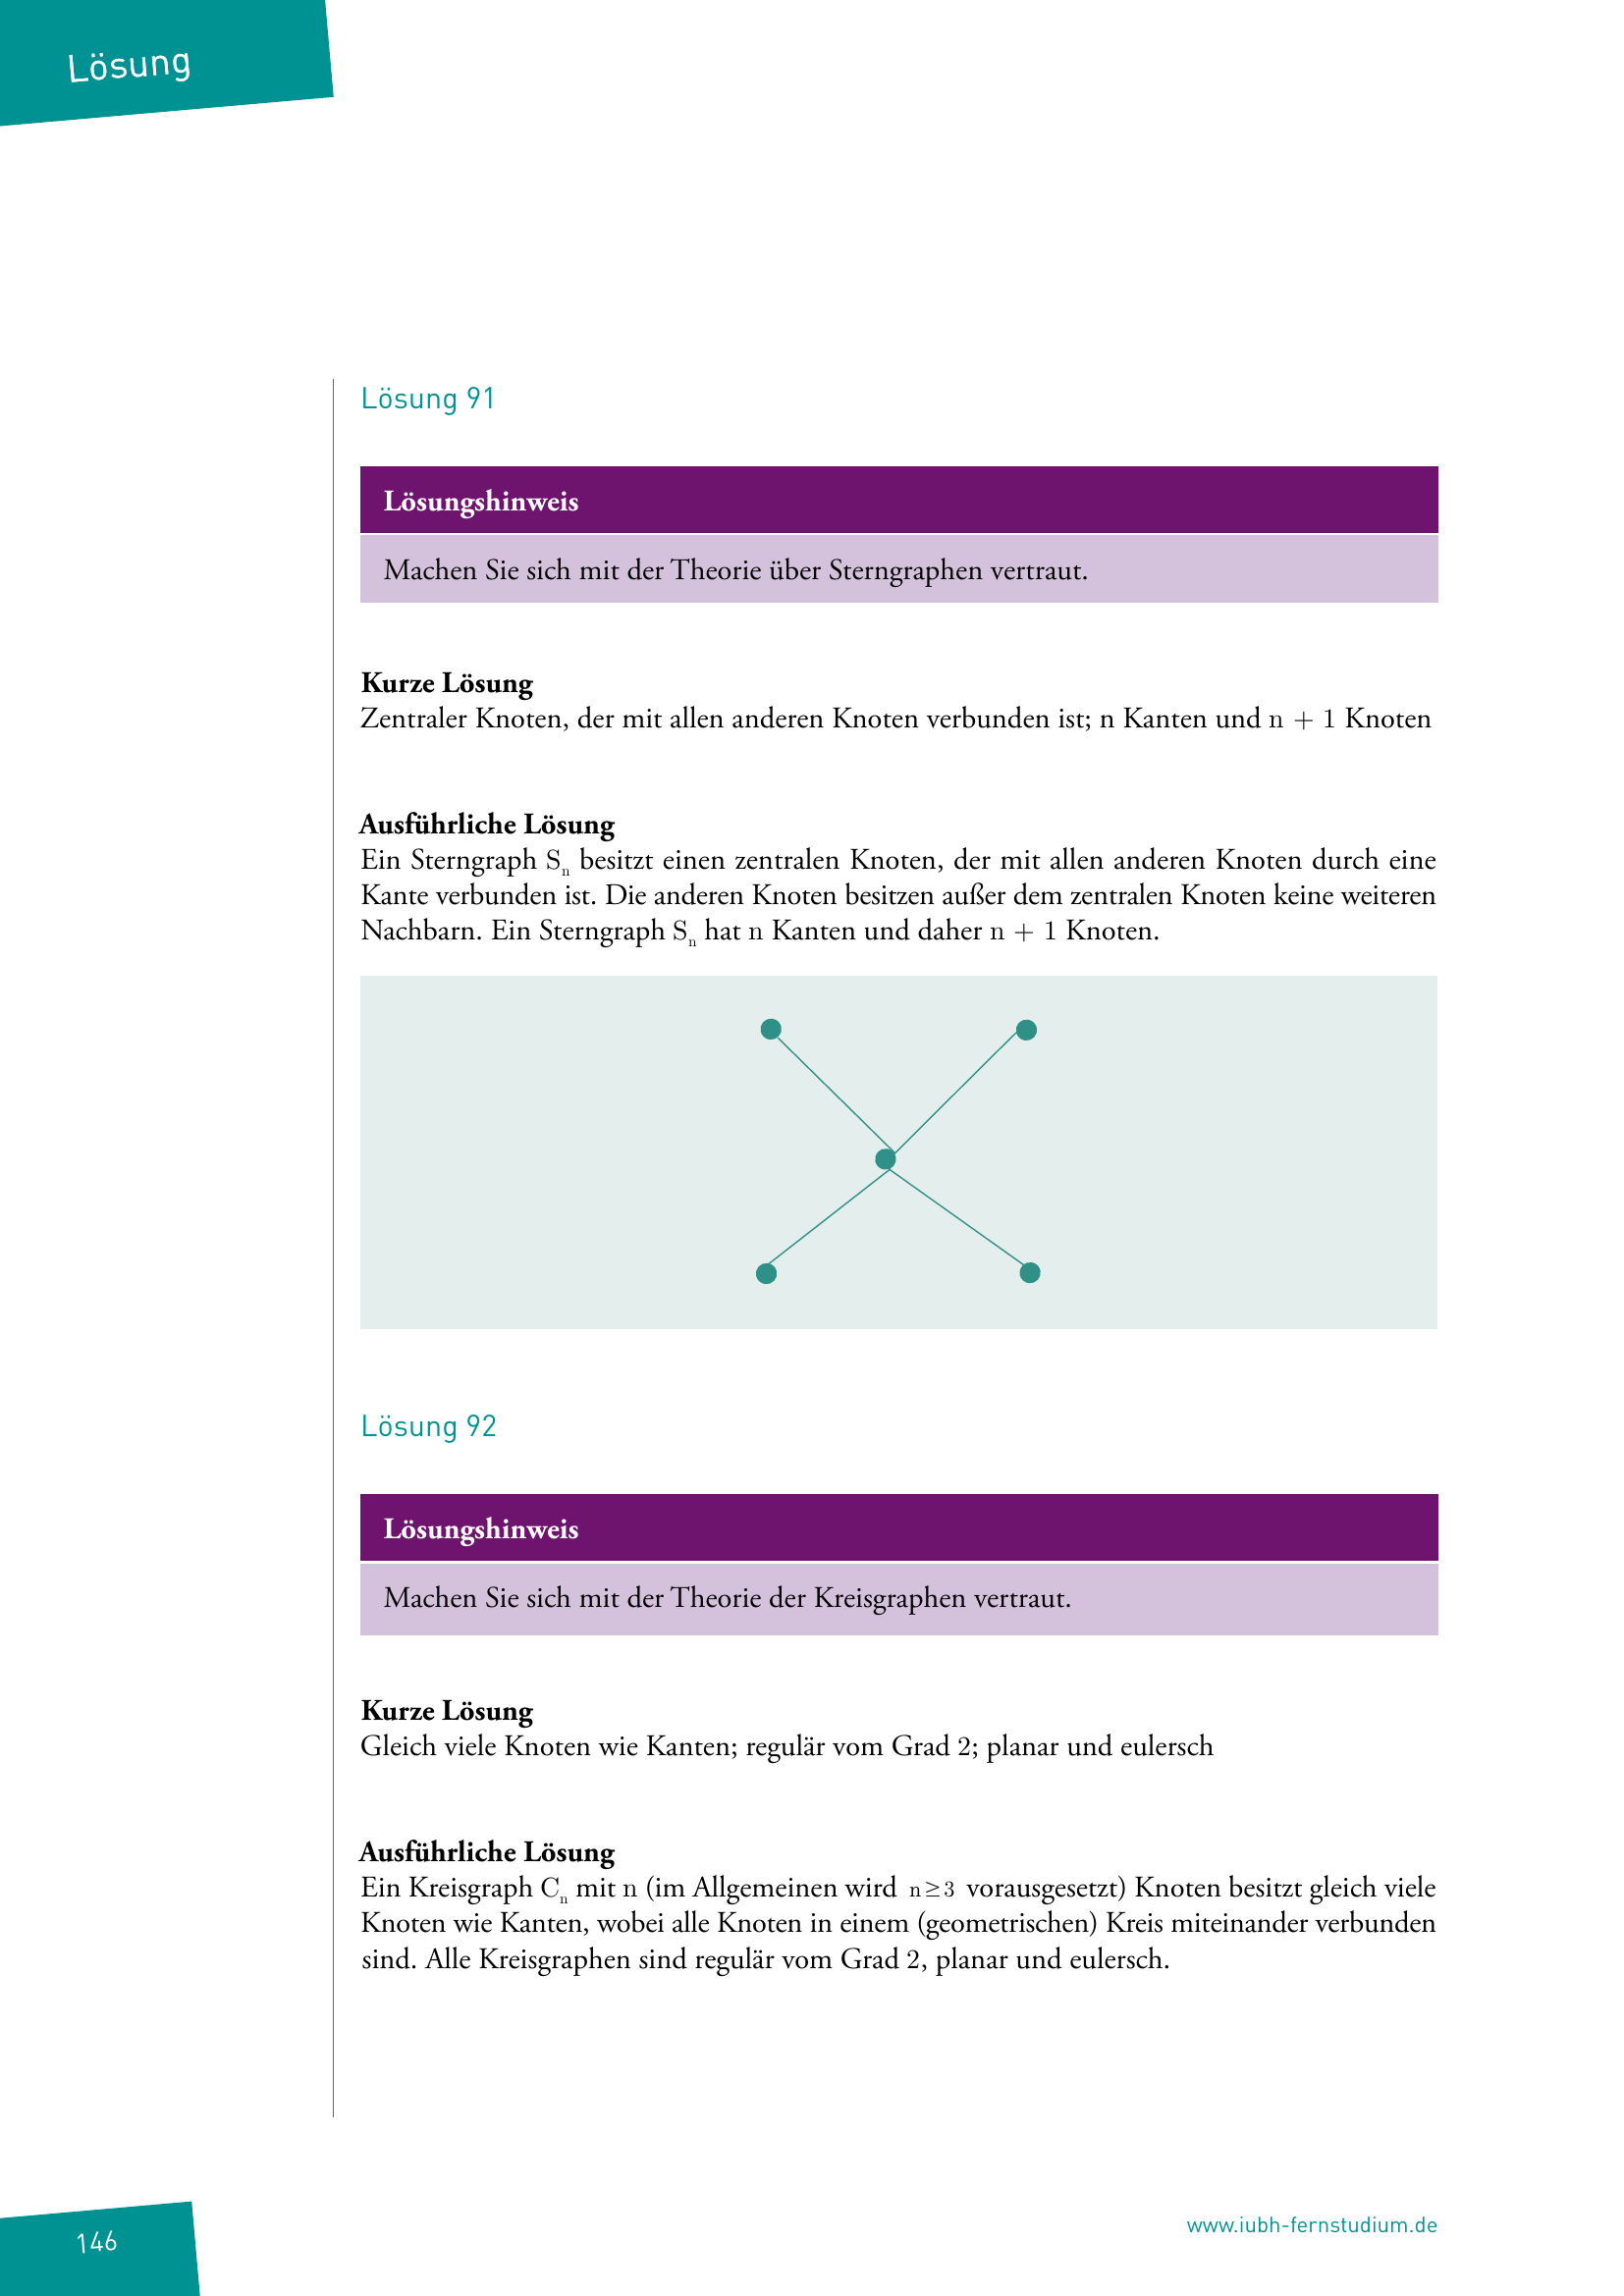 Lösung
Lösung 91
Lösungshinweis
Machen Sie sich mit der Theorie über Sterngraphen vertraut.
Kurze Lösung
Zentraler Knoten, der mit allen anderen Knoten verbunden ist; n Kanten und n + 1 Knoten
Ausführliche Lösung
Ein Sterngraph Sₙ besitzt einen zentralen Knoten, der mit allen anderen Knoten durch eine
Kante verbunden ist. Die anderen Knoten besitzen außer dem zentralen Knoten keine weiteren
Nachbarn. Ein Sterngraph Sₙ hat n Kanten und daher n + 1 Knoten.
Lösung 92
Lösungshinweis
Machen Sie sich mit der Theorie der Kreisgraphen vertraut.
Kurze Lösung
Gleich viele Knoten wie Kanten; regulär vom Grad 2; planar und eulersch
Ausführliche Lösung
Ein Kreisgraph Cₙ mit n (im Allgemeinen wird n ≥ 3 vorausgesetzt) Knoten besitzt gleich viele
Knoten wie Kanten, wobei alle Knoten in einem (geometrischen) Kreis miteinander verbunden
sind. Alle Kreisgraphen sind regulär vom Grad 2, planar und eulersch.
146
www.iubh-fernstudium.de